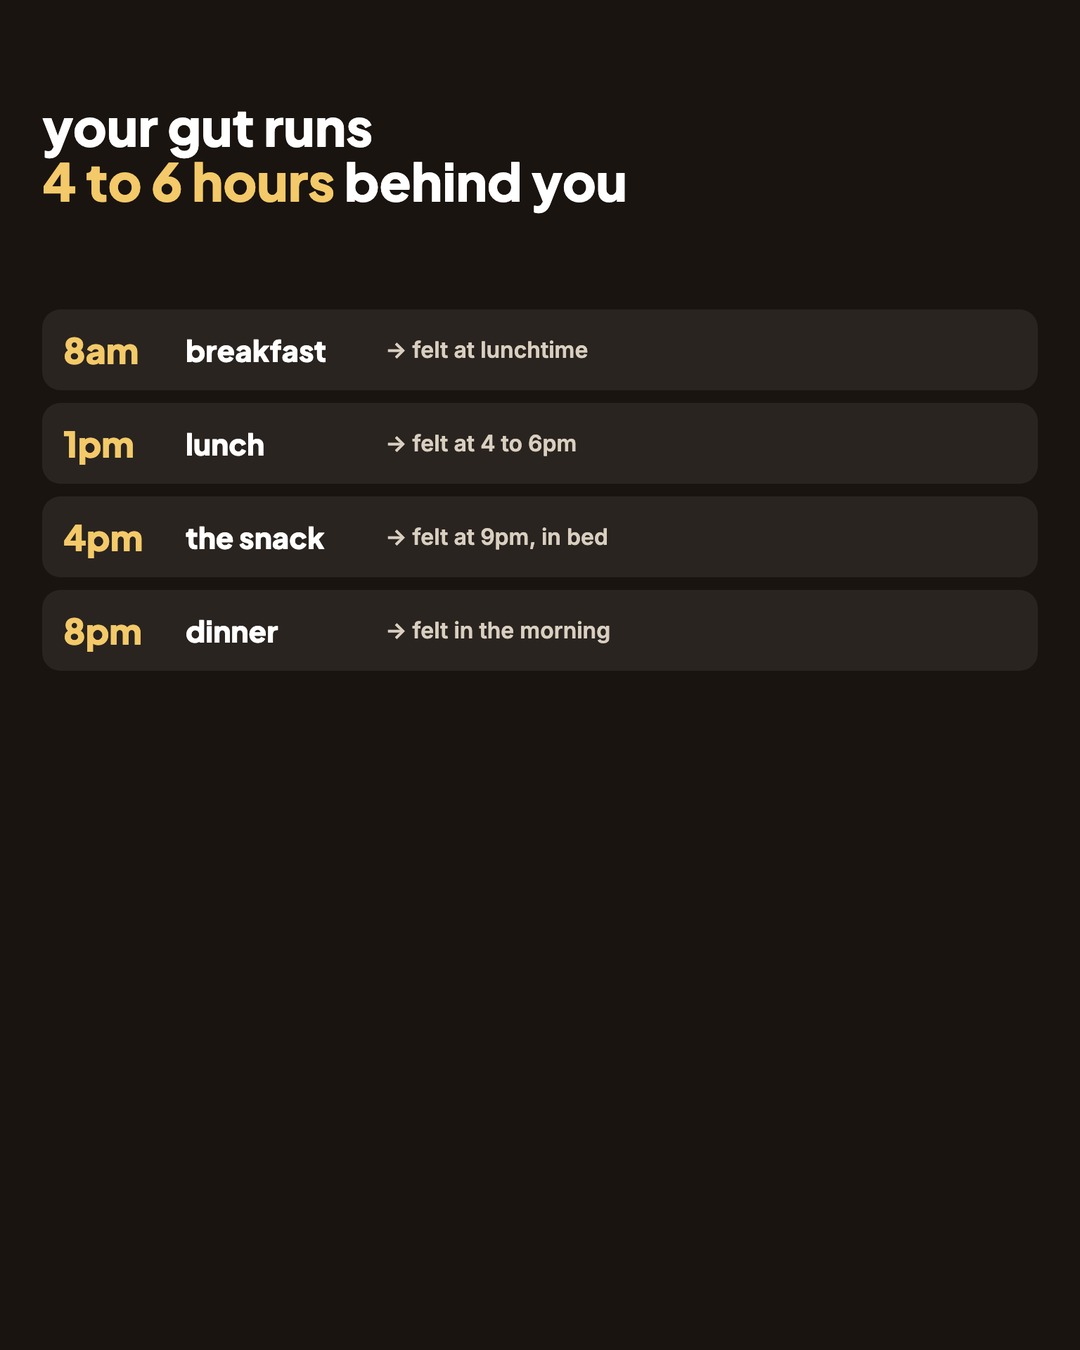 your gut runs
4 to 6 hours behind you
8am breakfast → felt at lunchtime
1pm lunch → felt at 4 to 6pm
4pm the snack → felt at 9pm, in bed
8pm dinner → felt in the morning